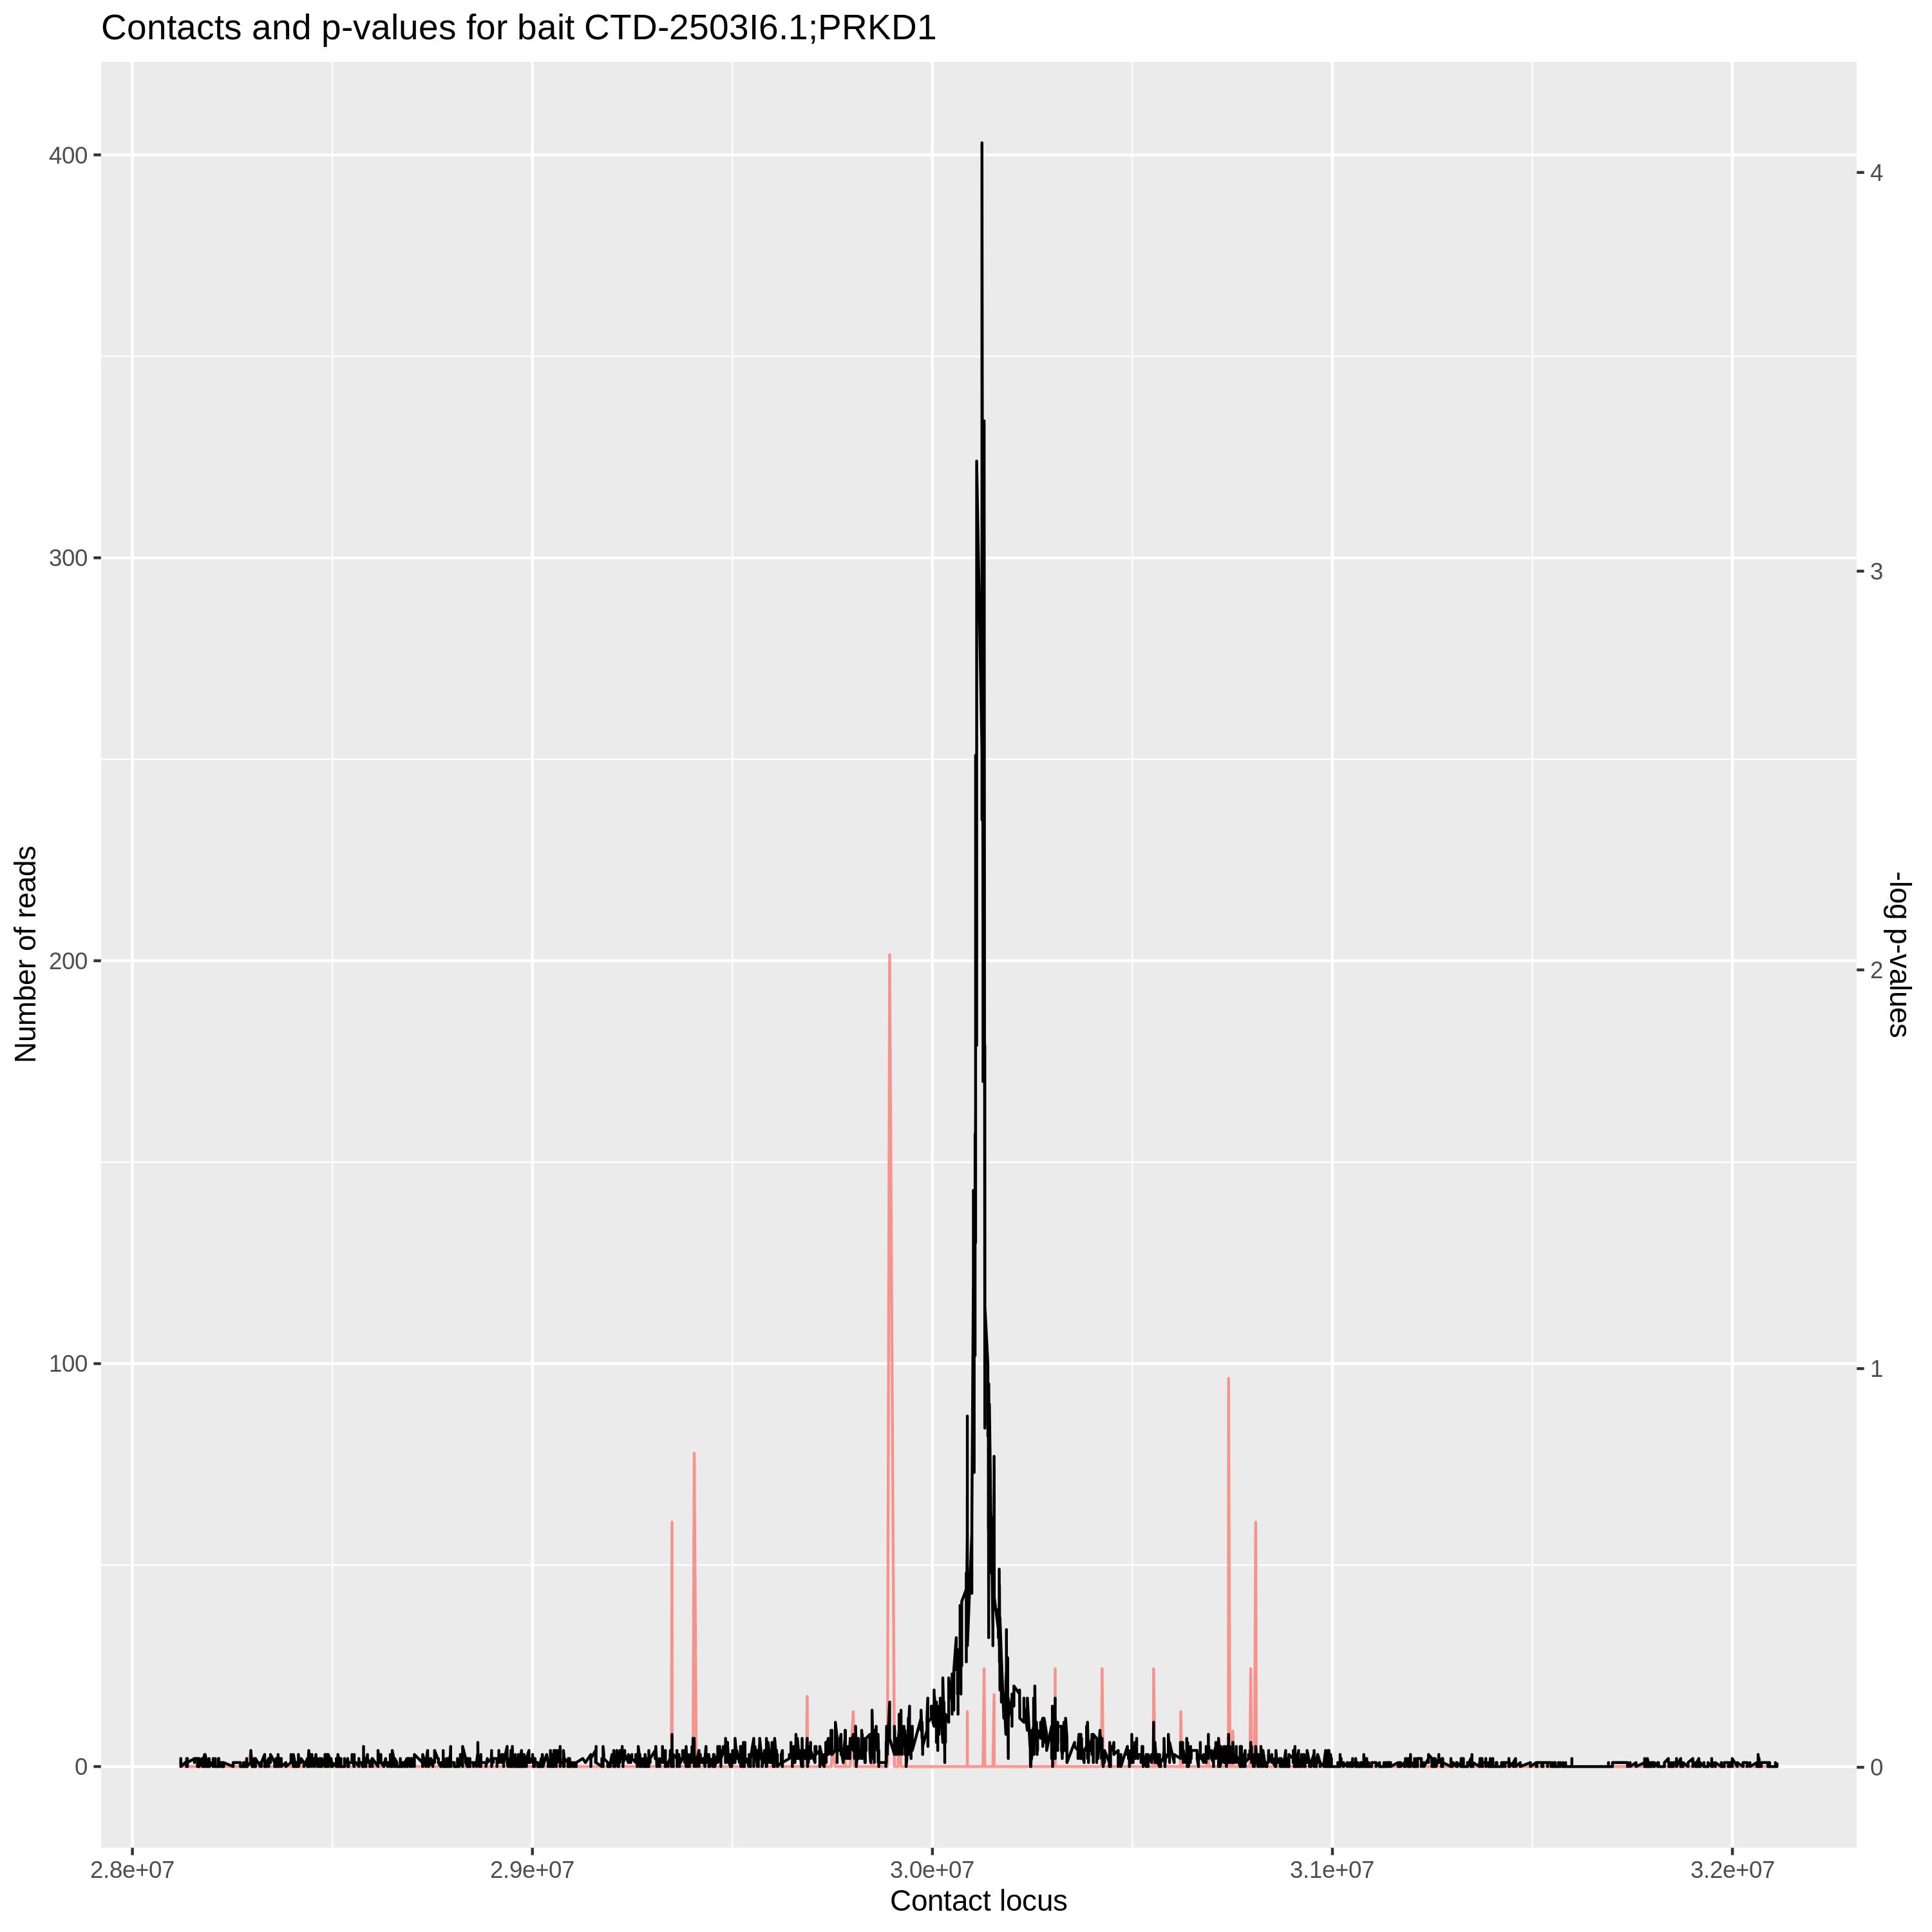 Contacts and p-values for bait CTD-2503I6.1;PRKD1
400
300
200
100
0
4
3
2
1
0
Number of reads
-log p-values
2.8e+07 2.9e+07 3.0e+07 3.1e+07 3.2e+07
Contact locus